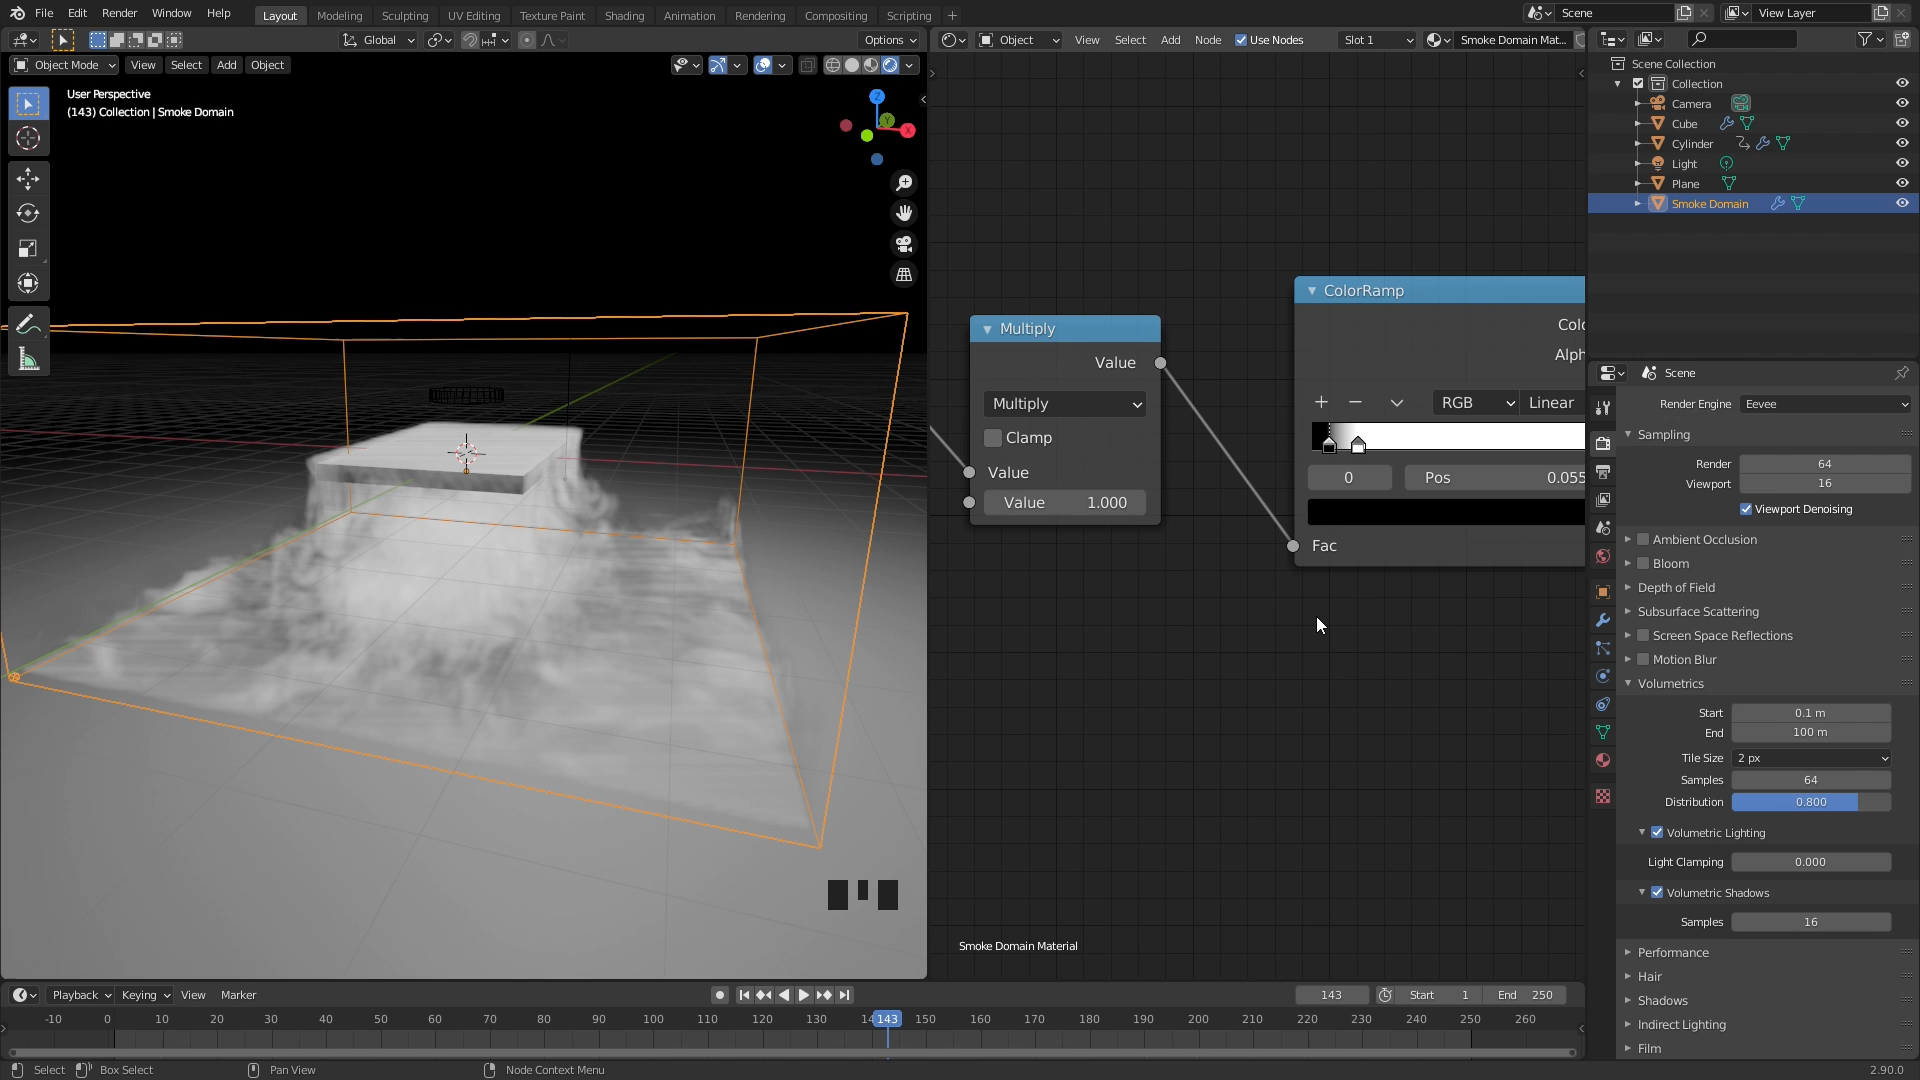 File Edit Render Window Help Layout Modeling Sculpting UV Editing Texture Paint Shading Animation Rendering Compositing Scripting + Scene View Layer
Global Options Object View Select Add Node Use Nodes Slot 1 Smoke Domain Mat...
Object Mode View Select Add Object
User Perspective
(143) Collection | Smoke Domain
Z
Y
X
Multiply
Value
Multiply
Clamp
Value
Value 1.000
ColorRamp
Colo
Alph
RGB Linear
0 Pos 0.055
Fac
Smoke Domain Material
Scene Collection
Collection
Camera
Cube
Cylinder
Light
Plane
Smoke Domain
Scene
Render Engine Eevee
Sampling
Render 64
Viewport 16
Viewport Denoising
Ambient Occlusion
Bloom
Depth of Field
Subsurface Scattering
Screen Space Reflections
Motion Blur
Volumetrics
Start 0.1 m
End 100 m
Tile Size 2 px
Samples 64
Distribution 0.800
Volumetric Lighting
Light Clamping 0.000
Volumetric Shadows
Samples 16
Performance
Hair
Shadows
Indirect Lighting
Film
Playback Keying View Marker 143 Start 1 End 250
-10 0 10 20 30 40 50 60 70 80 90 100 110 120 130 14 143 150 160 170 180 190 200 210 220 230 240 250 260
Select Box Select Pan View Node Context Menu 2.90.0